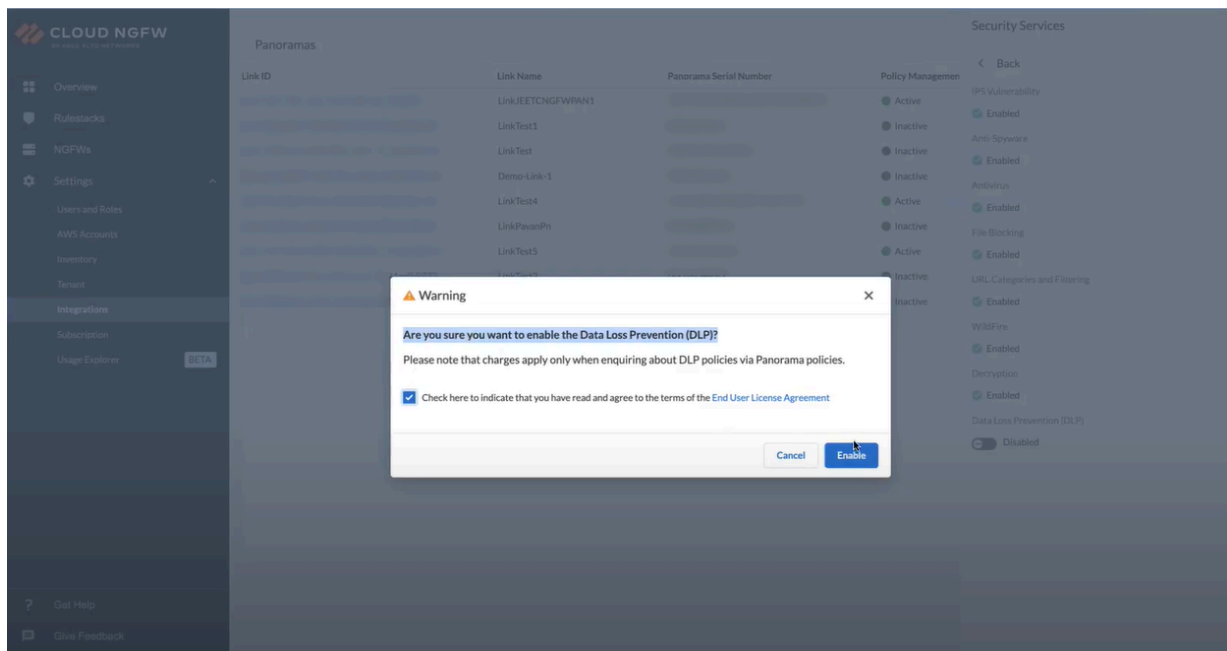 CLOUD NGFW
BY PALO ALTO NETWORKS
Overview
Rulestacks
NGFWs
Settings
Users and Roles
AWS Accounts
Inventory
Tenant
Integrations
Subscription
Usage Explorer BETA
Get Help
Give Feedback
Panoramas
Link ID Link Name Panorama Serial Number Policy Managemen
LinkJEETCNGFWPAN1 Active
LinkTest1 Inactive
LinkTest Inactive
Demo-Link-1 Inactive
LinkTest4 Active
LinkPavanPn Inactive
LinkTest5 Active
Inactive
Inactive
Warning
Are you sure you want to enable the Data Loss Prevention (DLP)?
Please note that charges apply only when enquiring about DLP policies via Panorama policies.
Check here to indicate that you have read and agree to the terms of the End User License Agreement
Cancel Enable
Security Services
Back
IPS Vulnerability
Enabled
Anti-Spyware
Enabled
Antivirus
Enabled
File Blocking
Enabled
URL Categories and Filtering
Enabled
WildFire
Enabled
Decryption
Enabled
Data Loss Prevention (DLP)
Disabled